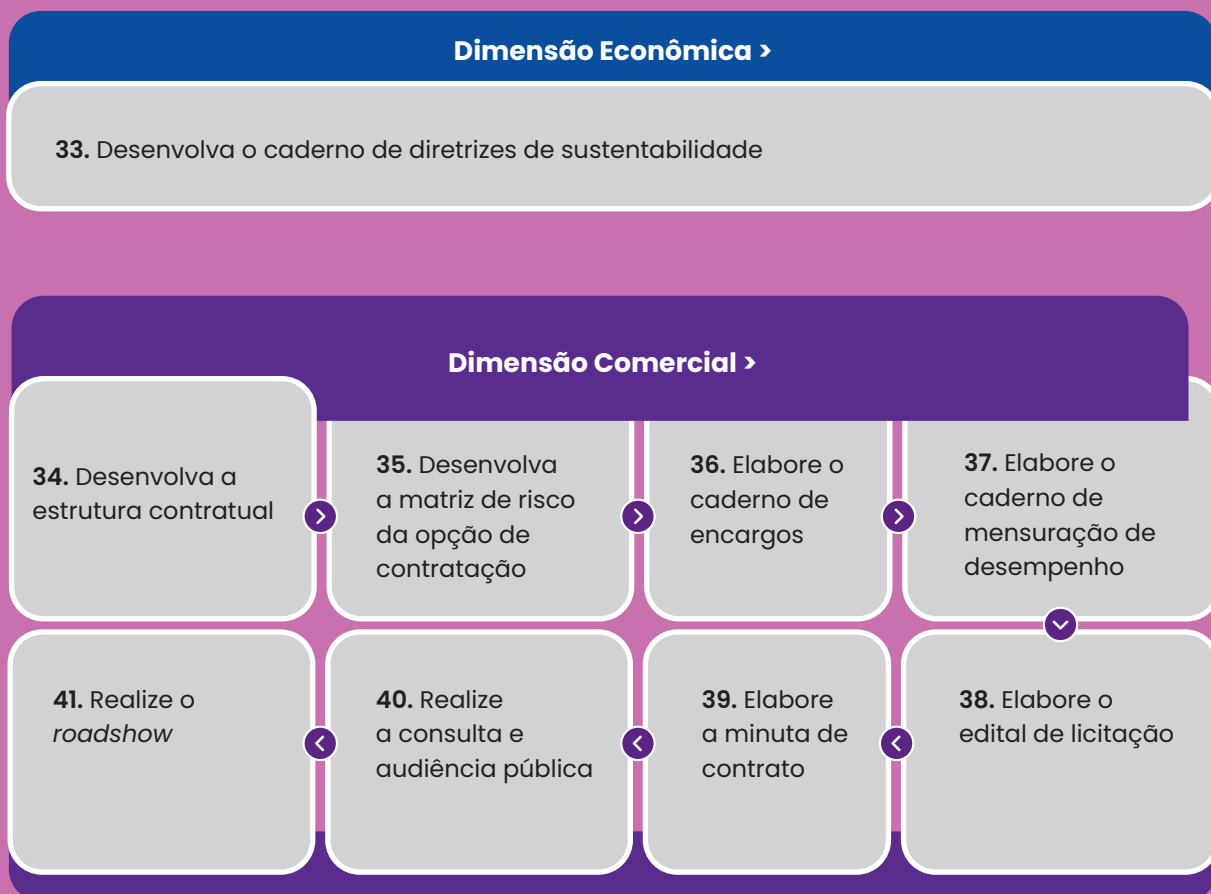 Dimensão Econômica >
33. Desenvolva o caderno de diretrizes de sustentabilidade
Dimensão Comercial >
34. Desenvolva a
estrutura contratual
35. Desenvolva
a matriz de risco
da opção de
contratação
36. Elabore o
caderno de
encargos
37. Elabore o
caderno de
mensuração de
desempenho
38. Elabore o
edital de licitação
39. Elabore
a minuta de
contrato
40. Realize
a consulta e
audiência pública
41. Realize o
roadshow